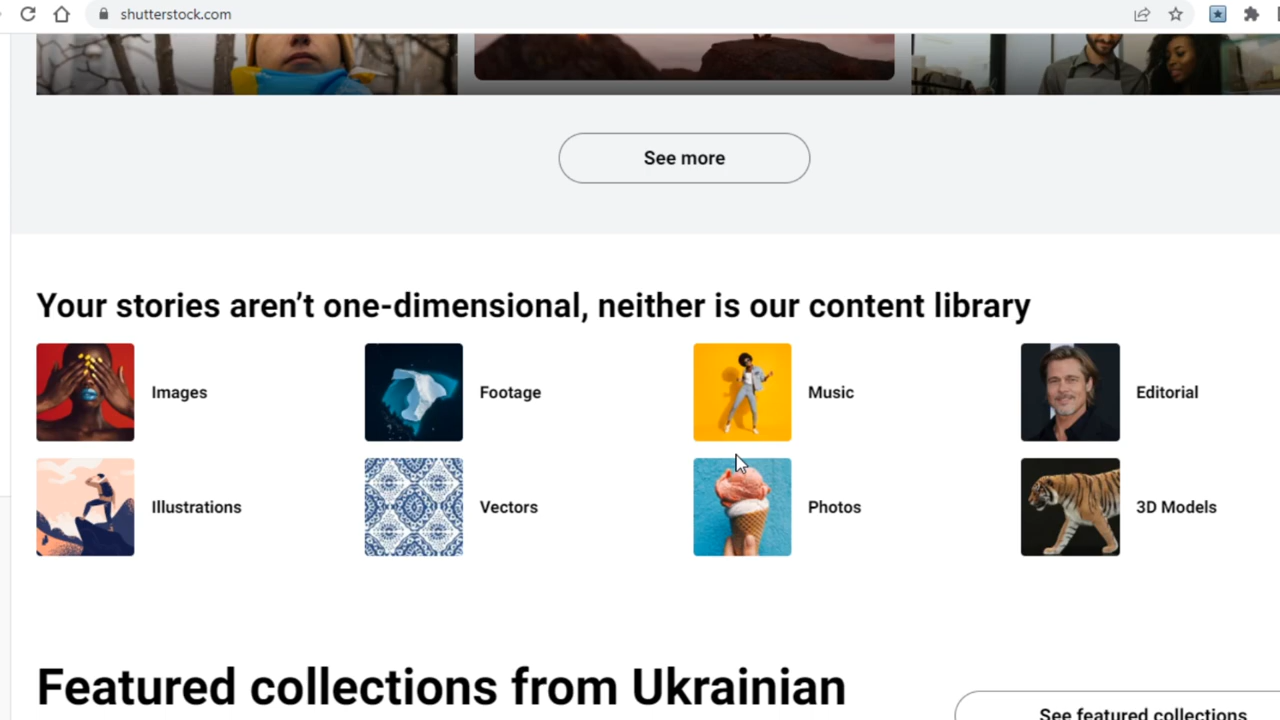 shutterstock.com
See more
Your stories aren’t one-dimensional, neither is our content library
Images
Footage
Music
Editorial
Illustrations
Vectors
Photos
3D Models
Featured collections from Ukrainian
See featured collections